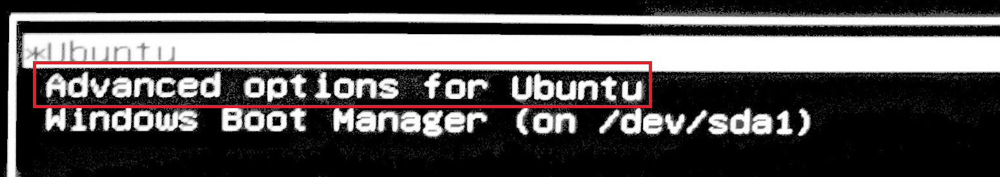 *Ubuntu
Advanced options for Ubuntu
Windows Boot Manager (on /dev/sda1)